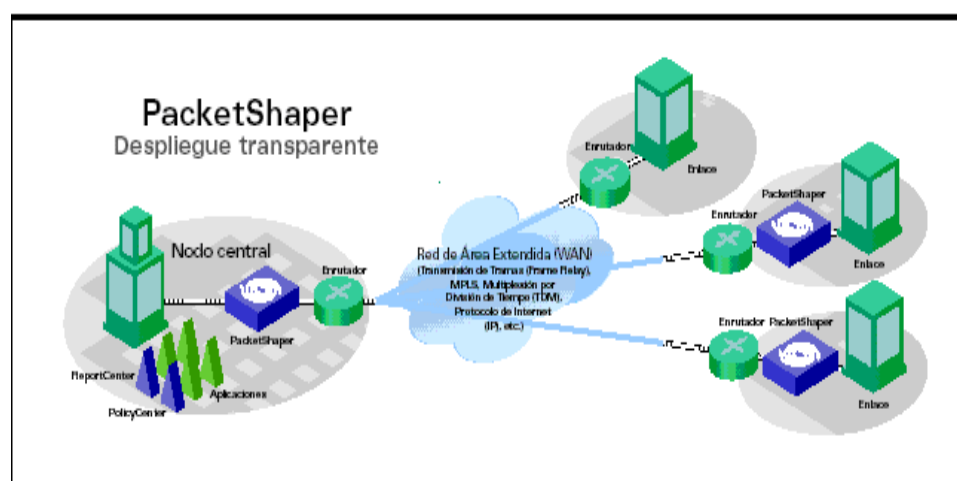 PacketShaper
Despliegue transparente
Nodo central
Enrutador
PacketShaper
ReportCenter
Aplicaciones
PolicyCenter
Red de Área Extendida (WAN)
(Transmisión de Tramas (Frame Relay),
MPLS, Multiplexión por
División de Tiempo (TDM),
Protocolo de Internet
(IP), etc.)
Enrutador
Enlace
PacketShaper
Enrutador
Enlace
Enrutador
PacketShaper
Enlace